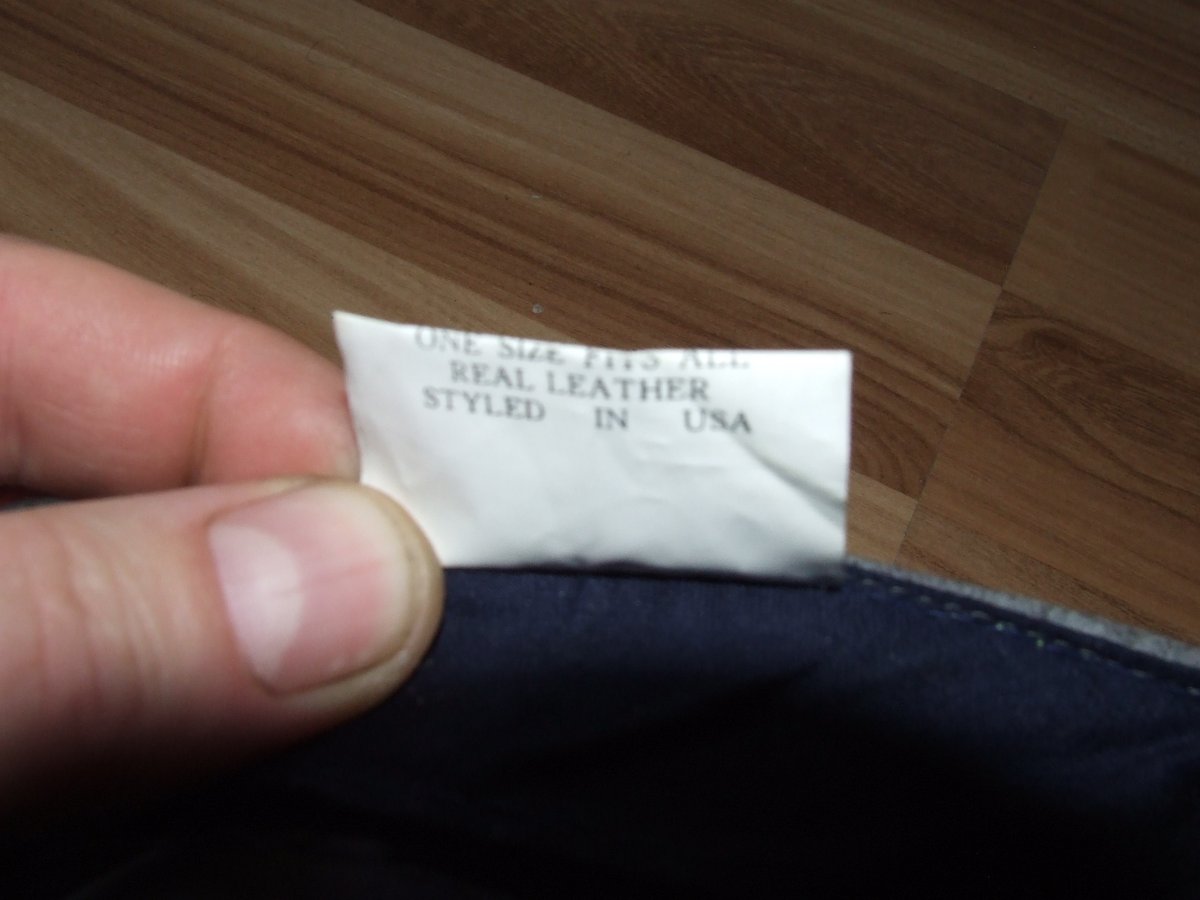 ONE SIZE FITS ALL
REAL LEATHER
STYLED IN USA